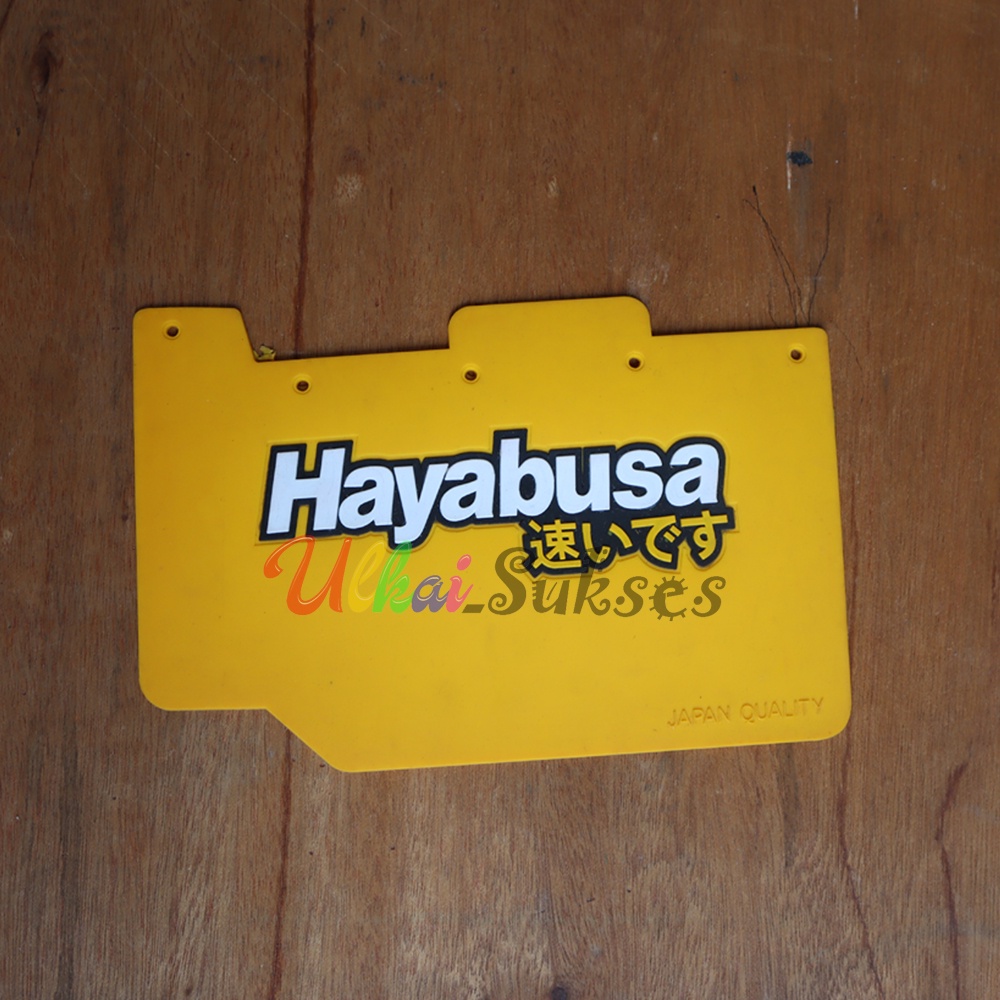 Hayabusa
速いです
Ulkai_Sukses
JAPAN QUALITY